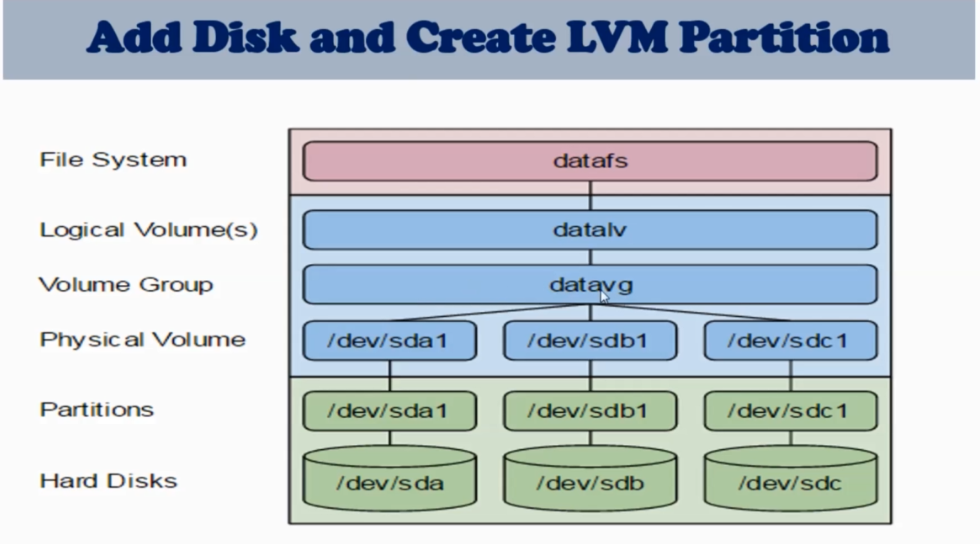 Add Disk and Create LVM Partition
File System
datafs
Logical Volume(s)
datalv
Volume Group
datavg
Physical Volume
/dev/sda1
/dev/sdb1
/dev/sdc1
Partitions
/dev/sda1
/dev/sdb1
/dev/sdc1
Hard Disks
/dev/sda
/dev/sdb
/dev/sdc